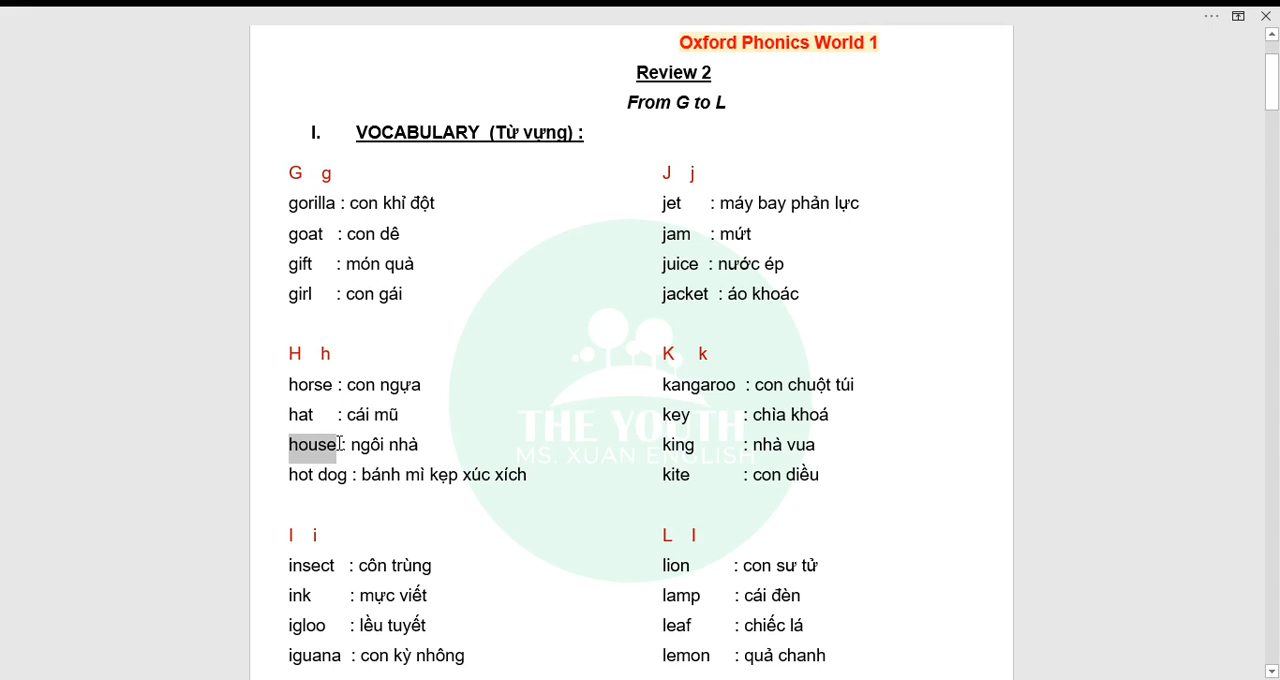 Oxford Phonics World 1
Review 2
From G to L
I. VOCABULARY (Từ vựng) :
G g
gorilla : con khỉ đột
goat : con dê
gift : món quà
girl : con gái
H h
horse : con ngựa
hat : cái mũ
house : ngôi nhà
hot dog : bánh mì kẹp xúc xích
I i
insect : côn trùng
ink : mực viết
igloo : lều tuyết
iguana : con kỳ nhông
J j
jet : máy bay phản lực
jam : mứt
juice : nước ép
jacket : áo khoác
K k
kangaroo : con chuột túi
key : chìa khoá
king : nhà vua
kite : con diều
L l
lion : con sư tử
lamp : cái đèn
leaf : chiếc lá
lemon : quả chanh
THE YOUTH
MS. XUAN ENGLISH